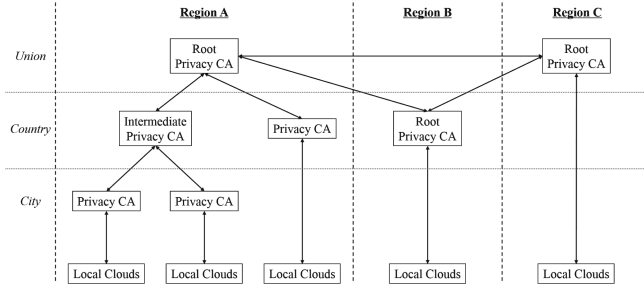 Region A
Region B
Region C
Union
Root
Privacy CA
Root
Privacy CA
Country
Intermediate
Privacy CA
Privacy CA
Root
Privacy CA
City
Privacy CA
Privacy CA
Local Clouds
Local Clouds
Local Clouds
Local Clouds
Local Clouds